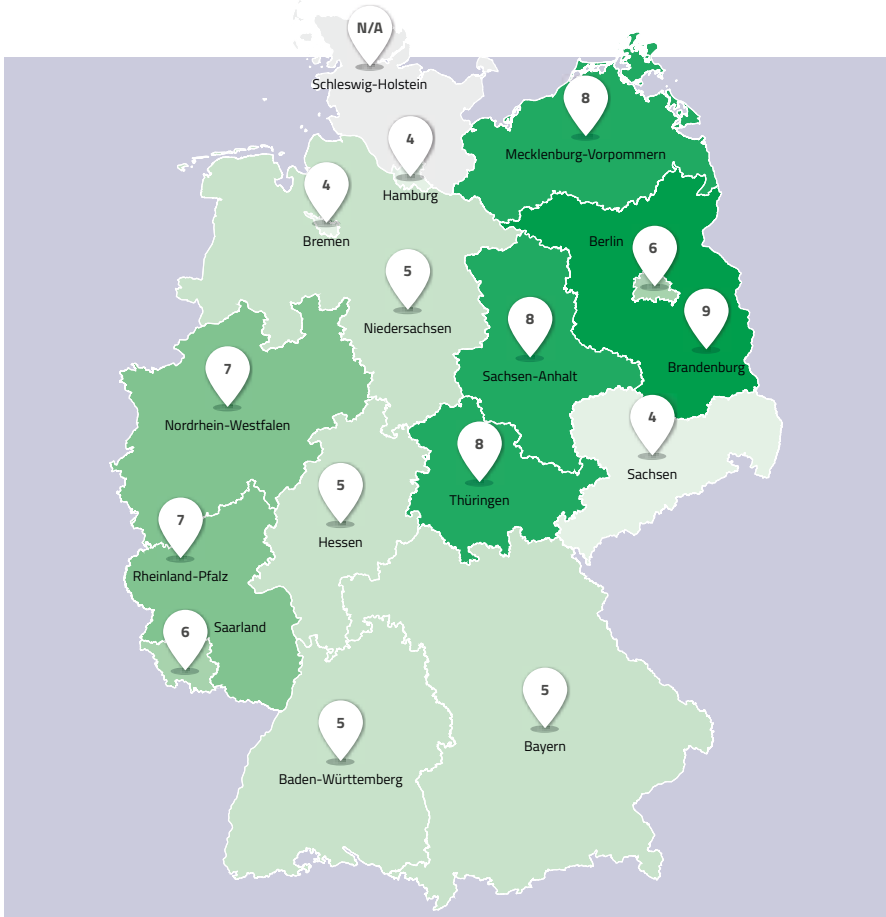 N/A
Schleswig-Holstein
8
Mecklenburg-Vorpommern
4
Hamburg
4
Bremen
Berlin
6
5
Niedersachsen
9
Brandenburg
8
Sachsen-Anhalt
7
Nordrhein-Westfalen
4
Sachsen
8
Thüringen
5
Hessen
7
Rheinland-Pfalz
6
Saarland
5
Bayern
5
Baden-Württemberg